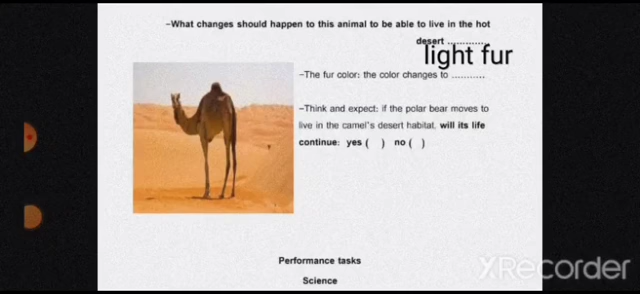 -What changes should happen to this animal to be able to live in the hot
desert .............
light fur
-The fur color: the color changes to ...........
-Think and expect: if the polar bear moves to
live in the camel's desert habitat, will its life
continue: yes ( ) no ( )
Performance tasks
Science
XRecorder